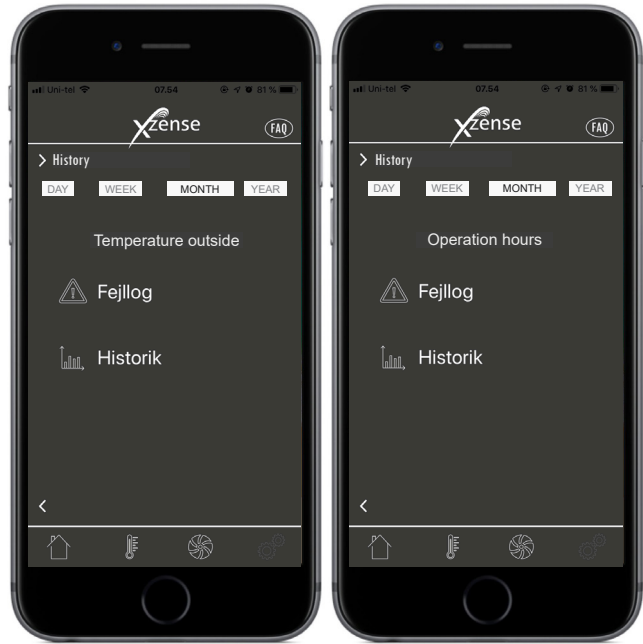 Uni-tel 07.54 81 %
Xzense
FAQ
History
DAY WEEK MONTH YEAR
Temperature outside
Fejllog
Historik
Uni-tel 07.54 81 %
Xzense
FAQ
History
DAY WEEK MONTH YEAR
Operation hours
Fejllog
Historik